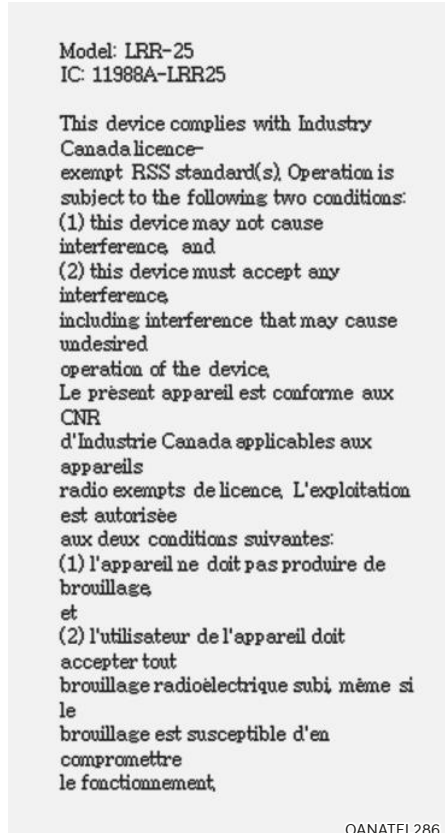 Model: LRR-25
IC: 11988A-LRR25
This device complies with Industry
Canada licence-
exempt RSS standard(s), Operation is
subject to the following two conditions:
(1) this device may not cause
interference, and
(2) this device must accept any
interference,
including interference that may cause
undesired
operation of the device,
Le prèsent appareil est conforme aux
CNR
d'Industrie Canada applicables aux
appareils
radio exempts de licence, L'exploitation
est autorisèe
aux deux conditions suivantes:
(1) l'appareil ne doit pas produire de
brouillage,
et
(2) l'utilisateur de l'appareil doit
accepter tout
brouillage radioèlectrique subi, mème si
le
brouillage est susceptible d'en
compromettre
le fonctionnement,
OANATEL286